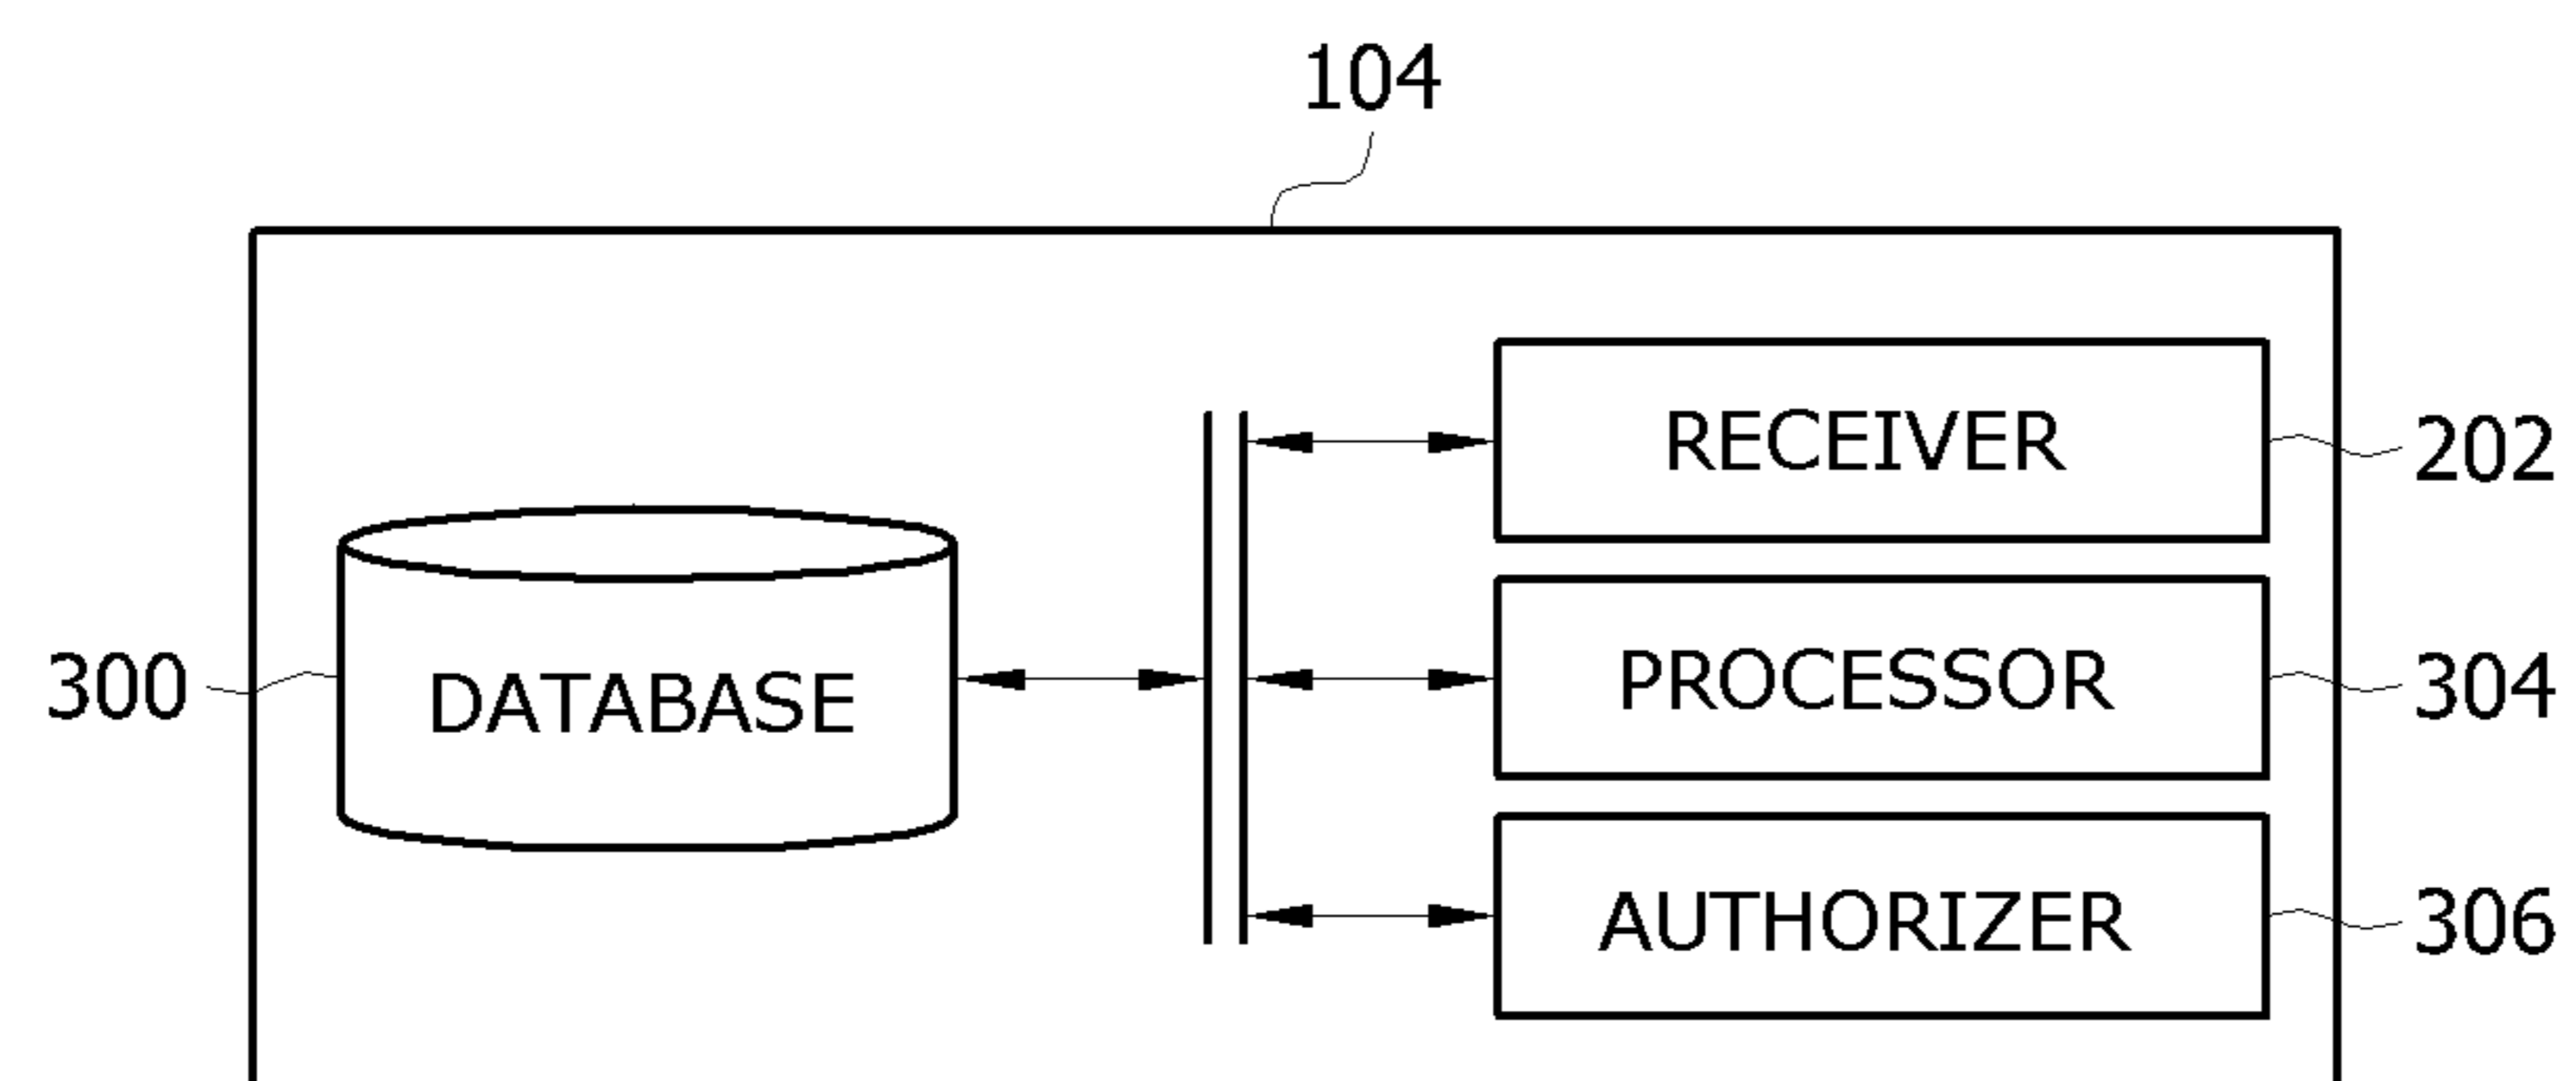 104
RECEIVER
202
300
DATABASE
PROCESSOR
304
AUTHORIZER
306